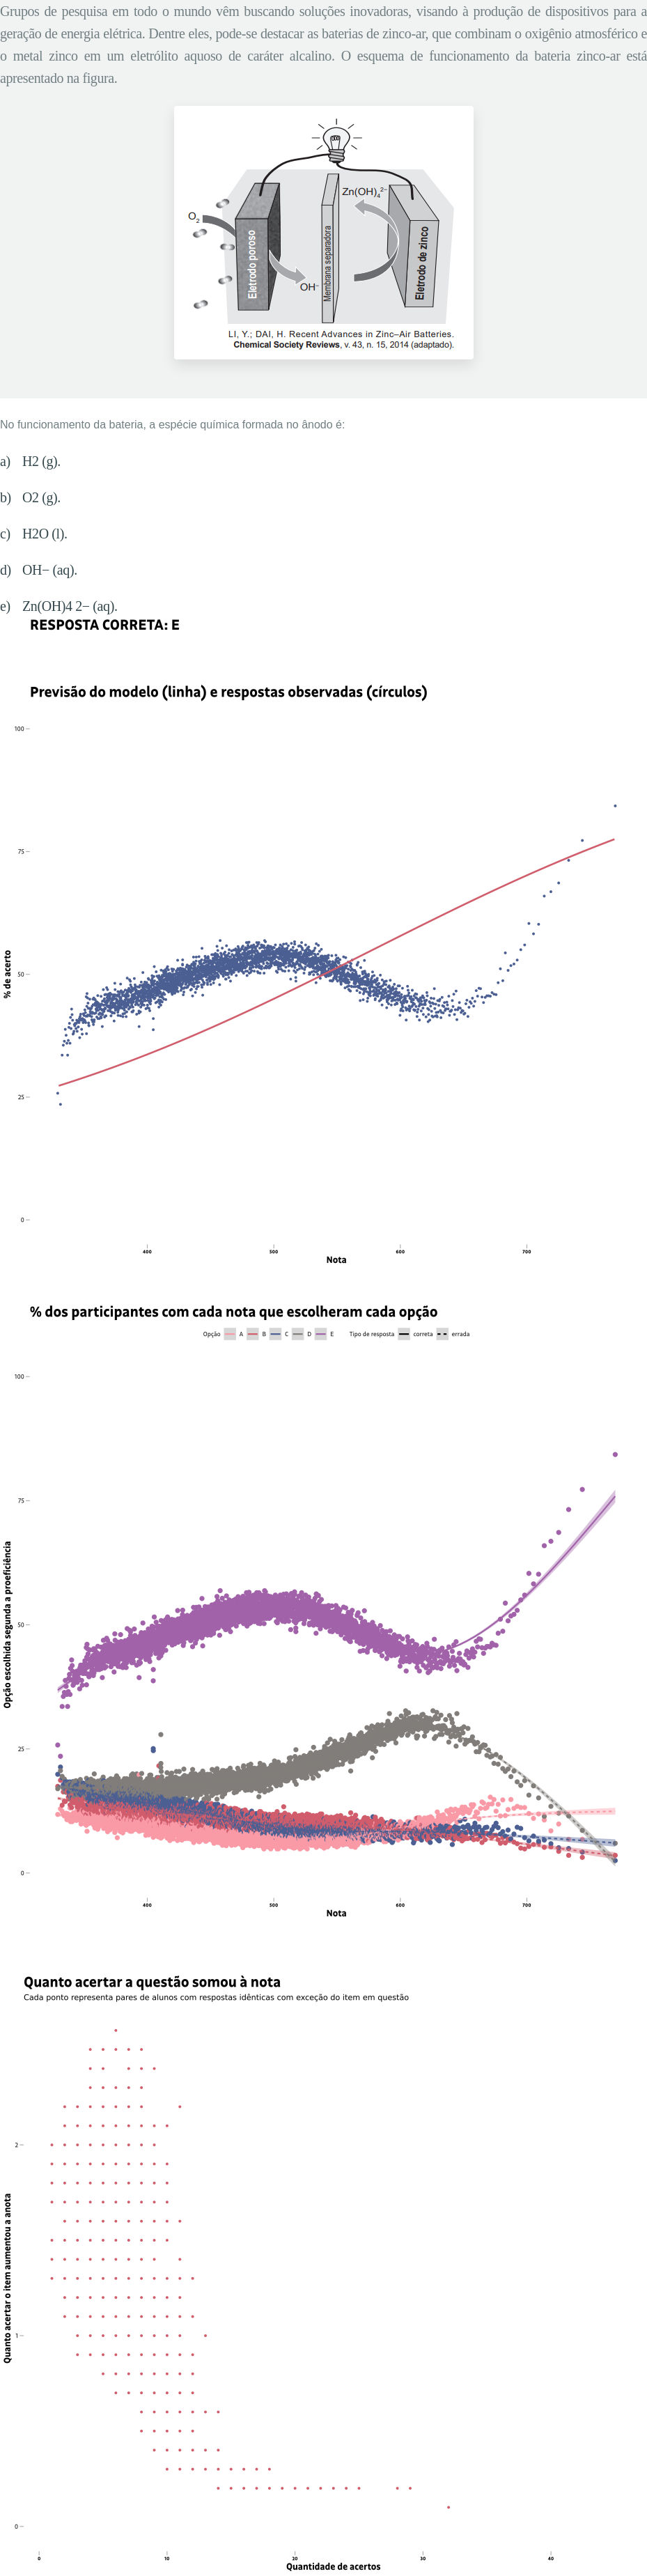 Grupos de pesquisa em todo o mundo vêm buscando soluções inovadoras, visando à produção de dispositivos para a
geração de energia elétrica. Dentre eles, pode-se destacar as baterias de zinco-ar, que combinam o oxigênio atmosférico e
o metal zinco em um eletrólito aquoso de caráter alcalino. O esquema de funcionamento da bateria zinco-ar está
apresentado na figura.
Zn(OH)₄²⁻
O₂
Eletrodo poroso
Membrana separadora
Eletrodo de zinco
OH⁻
LI, Y.; DAI, H. Recent Advances in Zinc–Air Batteries.
Chemical Society Reviews, v. 43, n. 15, 2014 (adaptado).
No funcionamento da bateria, a espécie química formada no ânodo é:
a) H2 (g).
b) O2 (g).
c) H2O (l).
d) OH− (aq).
e) Zn(OH)4 2− (aq).
RESPOSTA CORRETA: E
Previsão do modelo (linha) e respostas observadas (círculos)
100
75
50
25
0
% de acerto
400 500 600 700
Nota
% dos participantes com cada nota que escolheram cada opção
Opção A B C D E Tipo de resposta correta errada
100
75
50
25
0
Opção escolhida segunda a proeficiência
400 500 600 700
Nota
Quanto acertar a questão somou à nota
Cada ponto representa pares de alunos com respostas idênticas com exceção do item em questão
2
1
0
Quanto acertar o item aumentou a anota
0 10 20 30 40
Quantidade de acertos